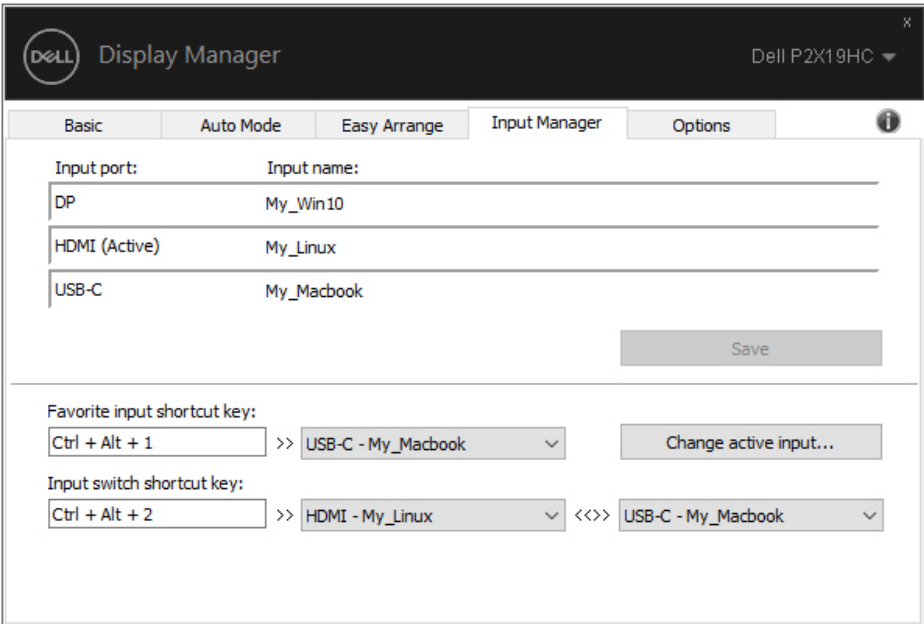 x
DELL Display Manager Dell P2X19HC
Basic Auto Mode Easy Arrange Input Manager Options i
Input port: Input name:
DP My_Win10
HDMI (Active) My_Linux
USB-C My_Macbook
Save
Favorite input shortcut key:
Ctrl + Alt + 1 >> USB-C - My_Macbook Change active input...
Input switch shortcut key:
Ctrl + Alt + 2 >> HDMI - My_Linux <<>> USB-C - My_Macbook